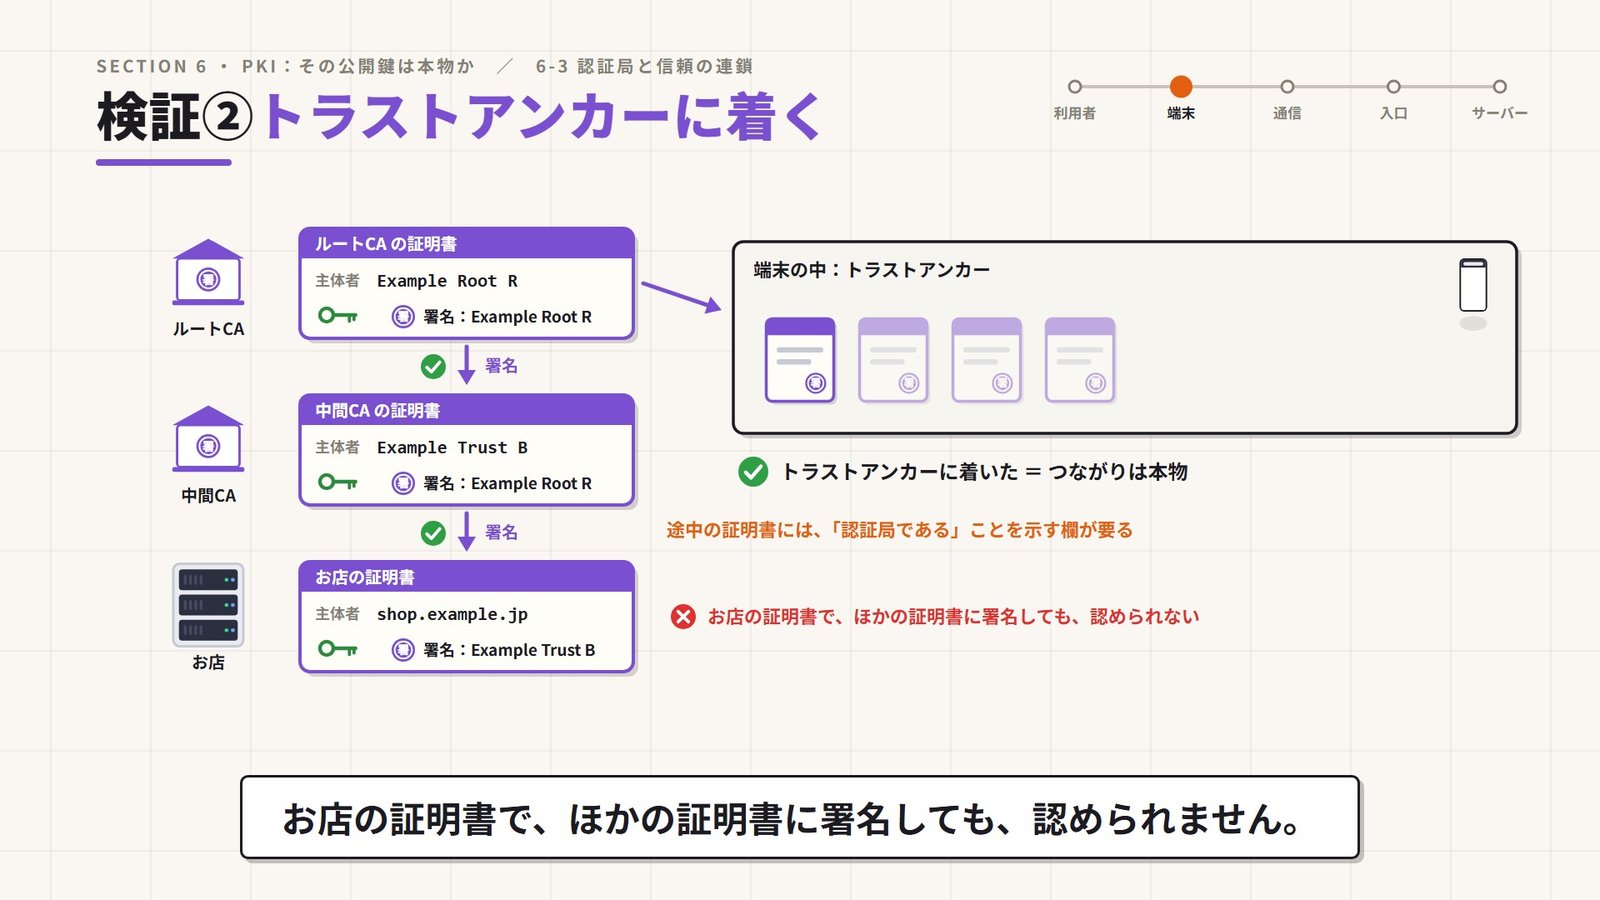 SECTION 6 ・ PKI：その公開鍵は本物か ／ 6-3 認証局と信頼の連鎖
検証②トラストアンカーに着く
利用者
端末
通信
入口
サーバー
ルートCA
ルートCA の証明書
主体者 Example Root R
署名：Example Root R
署名
中間CA
中間CA の証明書
主体者 Example Trust B
署名：Example Root R
署名
お店
お店の証明書
主体者 shop.example.jp
署名：Example Trust B
端末の中：トラストアンカー
トラストアンカーに着いた ＝ つながりは本物
途中の証明書には、「認証局である」ことを示す欄が要る
お店の証明書で、ほかの証明書に署名しても、認められない
お店の証明書で、ほかの証明書に署名しても、認められません。